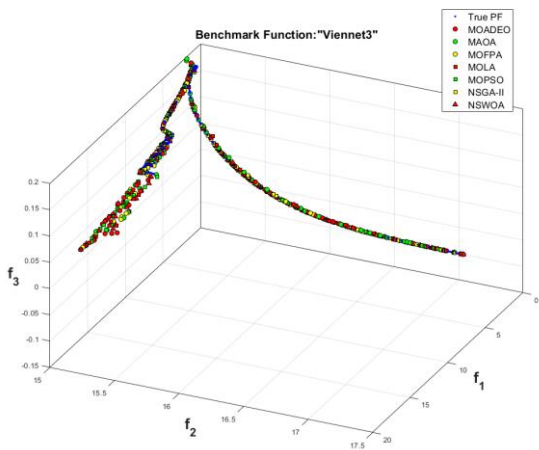 Benchmark Function:"Viennet3"
True PF
MOADEO
MAOA
MOFPA
MOLA
MOPSO
NSGA-II
NSWOA
0.2
0.15
0.1
0.05
0
-0.05
-0.1
-0.15
f3
15
15.5
16
16.5
17
17.5
f2
0
5
10
15
20
f1